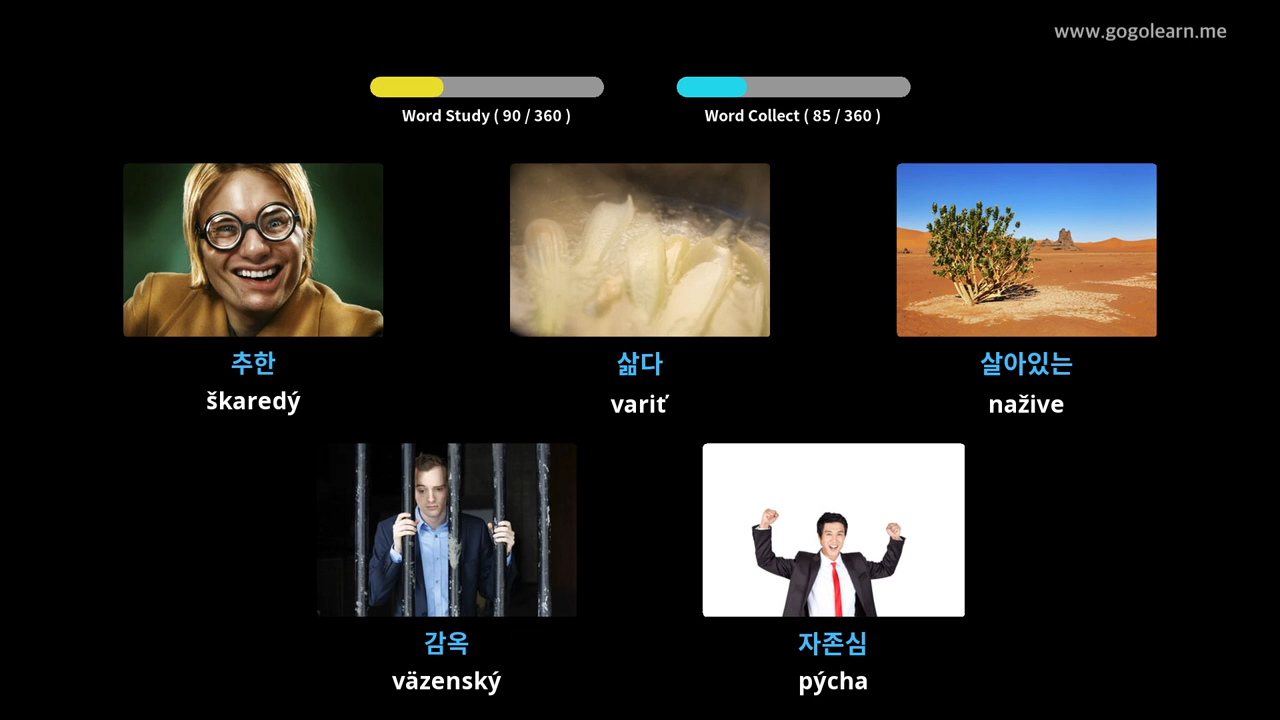 www.gogolearn.me
Word Study ( 90 / 360 )
Word Collect ( 85 / 360 )
추한
škaredý
삶다
variť
살아있는
nažive
감옥
väzenský
자존심
pýcha